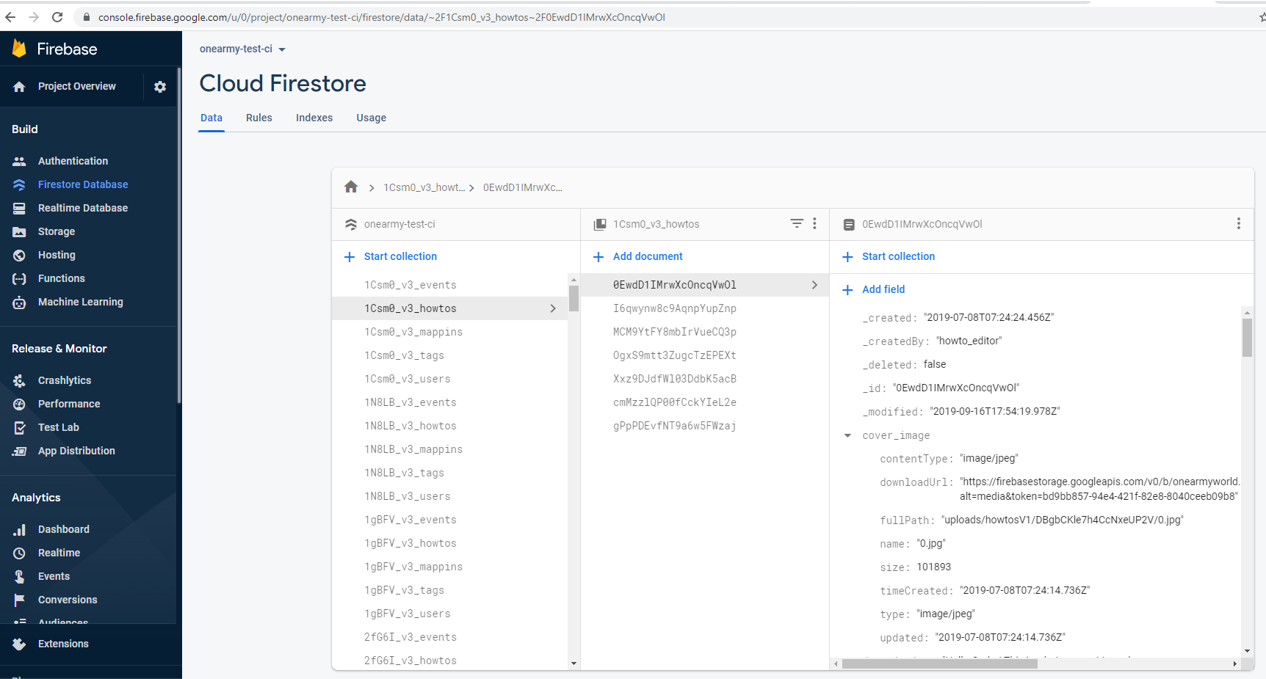 console.firebase.google.com/u/0/project/onearmy-test-ci/firestore/data/~2F1Csm0_v3_howtos~2F0EwdD1IMrwXcOncqVwOl
Firebase
Project Overview
Build
Authentication
Firestore Database
Realtime Database
Storage
Hosting
Functions
Machine Learning
Release & Monitor
Crashlytics
Performance
Test Lab
App Distribution
Analytics
Dashboard
Realtime
Events
Conversions
Audiences
Extensions
onearmy-test-ci
Cloud Firestore
Data Rules Indexes Usage
1Csm0_v3_howt... 0EwdD1IMrwXc...
onearmy-test-ci
Start collection
1Csm0_v3_events
1Csm0_v3_howtos
1Csm0_v3_mappins
1Csm0_v3_tags
1Csm0_v3_users
1N8LB_v3_events
1N8LB_v3_howtos
1N8LB_v3_mappins
1N8LB_v3_tags
1N8LB_v3_users
1gBFV_v3_events
1gBFV_v3_howtos
1gBFV_v3_mappins
1gBFV_v3_tags
1gBFV_v3_users
2fG6I_v3_events
2fG6I_v3_howtos
1Csm0_v3_howtos
Add document
0EwdD1IMrwXcOncqVwOl
I6qwynw8c9AqnpYupZnp
MCM9YtFY8mbIrVueCQ3p
OgxS9mtt3ZugcTzEPEXt
Xxz9DJdfWl03DdbK5acB
cmMzzlQP00fCckYIeL2e
gPpPDEvfNT9a6w5FWzaj
0EwdD1IMrwXcOncqVwOl
Start collection
Add field
_created: "2019-07-08T07:24:24.456Z"
_createdBy: "howto_editor"
_deleted: false
_id: "0EwdD1IMrwXcOncqVwOl"
_modified: "2019-09-16T17:54:19.978Z"
cover_image
contentType: "image/jpeg"
downloadUrl: "https://firebasestorage.googleapis.com/v0/b/onearmyworld.
alt=media&token=bd9bb857-94e4-421f-82e8-8040ceeb09b8"
fullPath: "uploads/howtosV1/DBgbCKle7h4CcNxeUP2V/0.jpg"
name: "0.jpg"
size: 101893
timeCreated: "2019-07-08T07:24:14.736Z"
type: "image/jpeg"
updated: "2019-07-08T07:24:14.736Z"